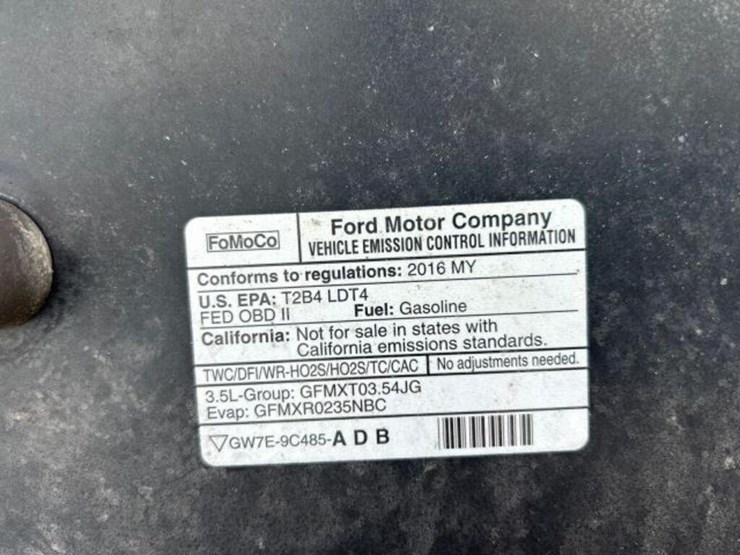 FoMoCo
Ford Motor Company
VEHICLE EMISSION CONTROL INFORMATION
Conforms to regulations: 2016 MY
U.S. EPA: T2B4 LDT4
FED OBD II Fuel: Gasoline
California: Not for sale in states with
California emissions standards.
TWC/DFI/WR-HO2S/HO2S/TC/CAC No adjustments needed.
3.5L-Group: GFMXT03.54JG
Evap: GFMXR0235NBC
GW7E-9C485-A D B